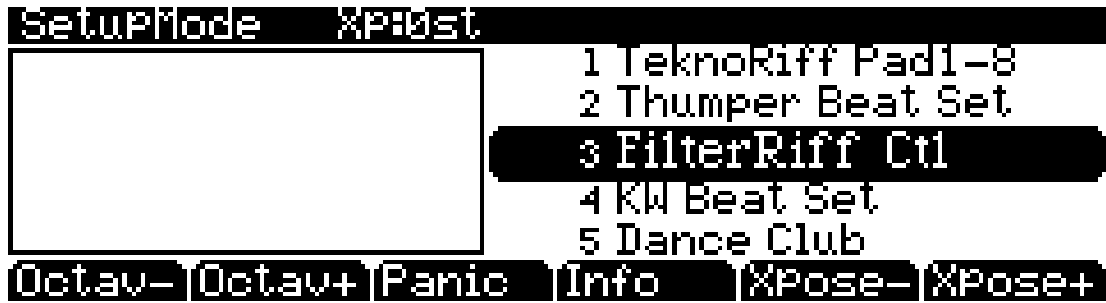 SetupMode Xp:0st
1 TeknoRiff Pad1-8
2 Thumper Beat Set
3 FilterRiff Ctl
4 KW Beat Set
5 Dance Club
Octav- Octav+ Panic Info Xpose- Xpose+